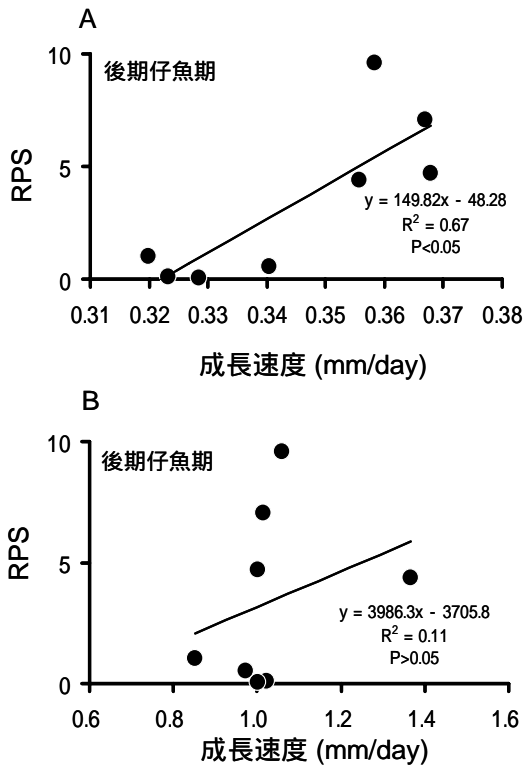 A
10
後期仔魚期
RPS
5
y = 149.82x - 48.28
R² = 0.67
P<0.05
0
0.31 0.32 0.33 0.34 0.35 0.36 0.37 0.38
成長速度 (mm/day)
B
10
後期仔魚期
RPS
5
y = 3986.3x - 3705.8
R² = 0.11
P>0.05
0
0.6 0.8 1.0 1.2 1.4 1.6
成長速度 (mm/day)